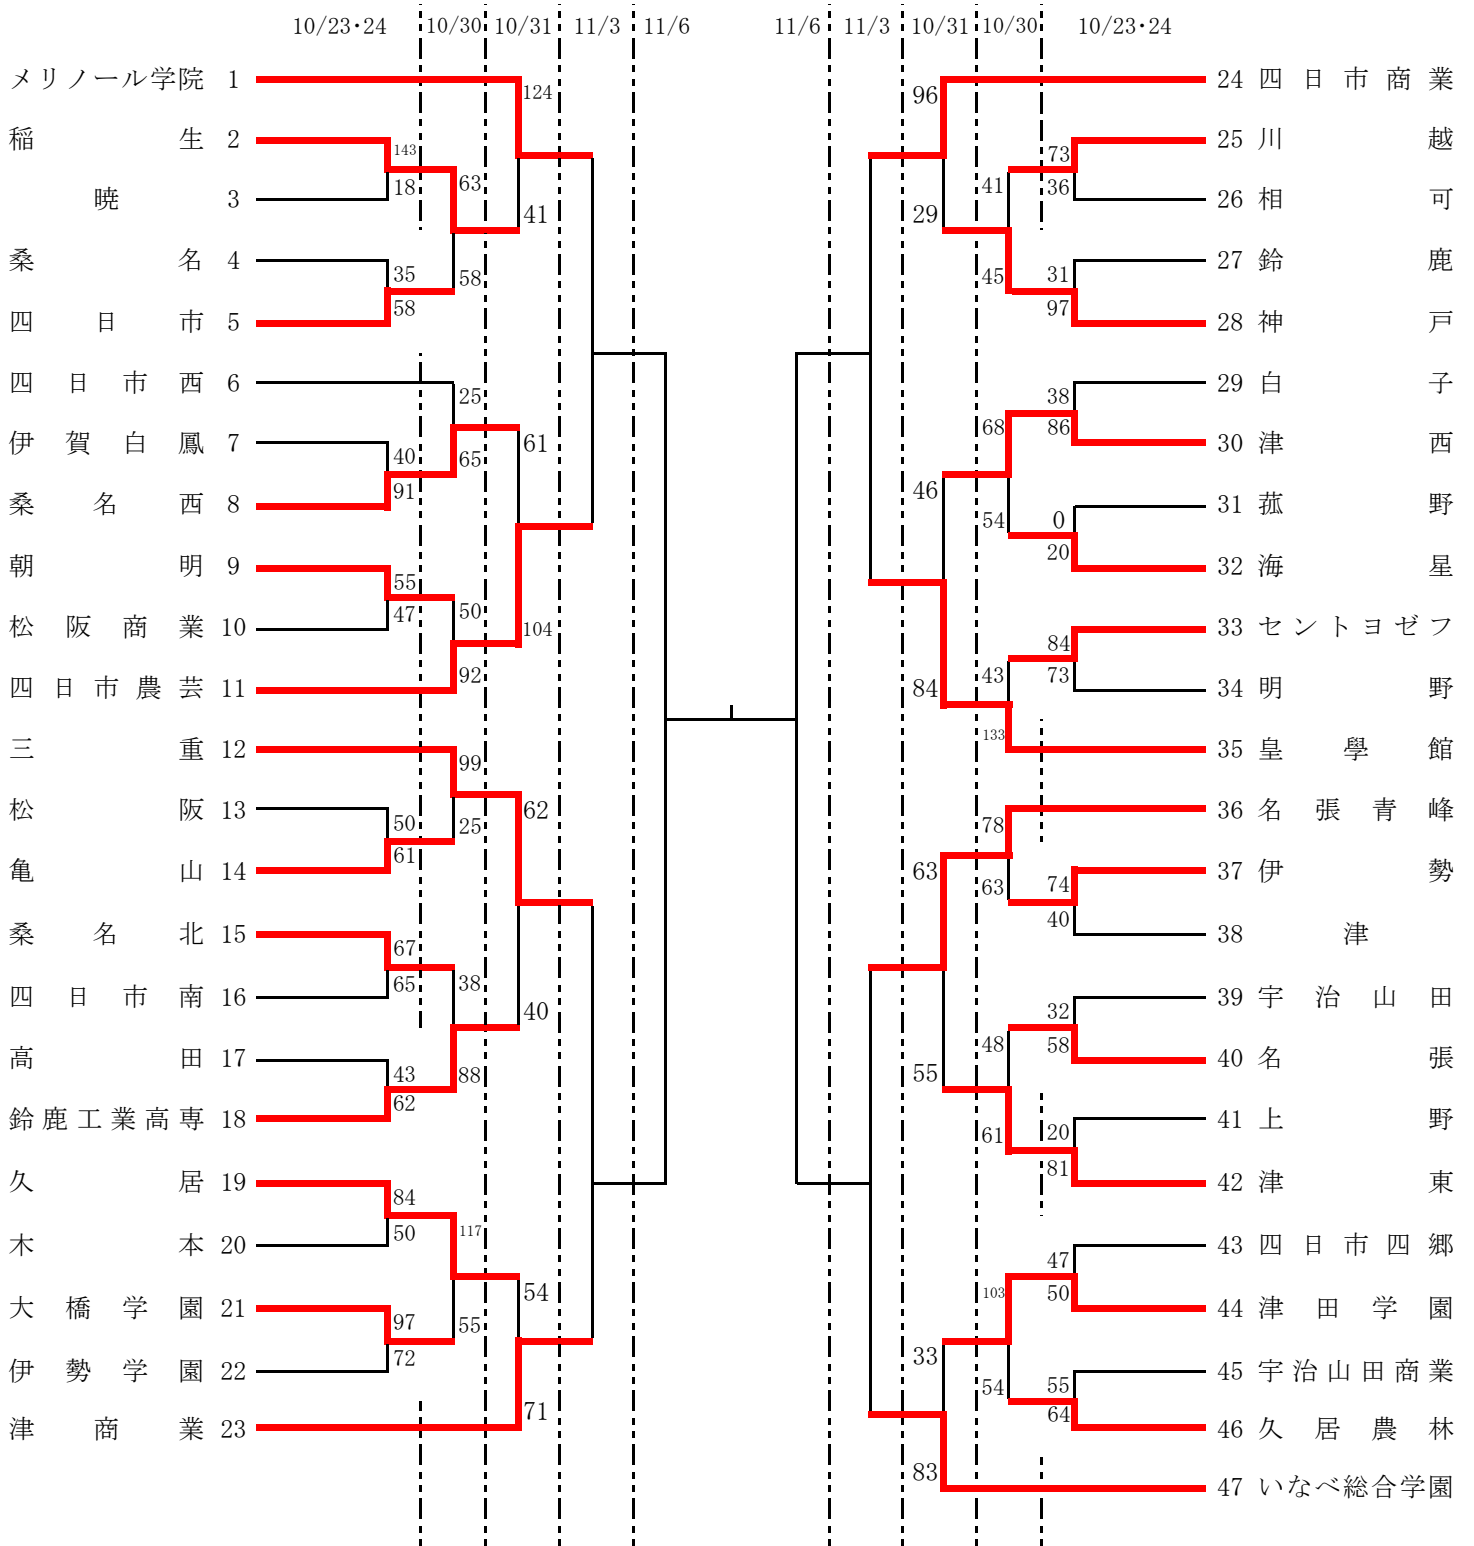 10/23・24 10/30 10/31 11/3 11/6 11/6 11/3 10/31 10/30 10/23・24
メリノール学院 1
124
稲生 2
143
18
63
暁 3
41
桑名 4
35
58
58
四日市 5
四日市西 6
25
伊賀白鳳 7
40
91
65
61
桑名西 8
朝明 9
55
47
50
松阪商業 10
104
92
四日市農芸 11
三重 12
99
松阪 13
50
61
25
62
亀山 14
桑名北 15
67
65
38
四日市南 16
40
高田 17
43
62
88
鈴鹿工業高専 18
久居 19
84
50
117
木本 20
54
大橋学園 21
97
72
55
伊勢学園 22
71
津商業 23
96
24 四日市商業
25 川越
73
36
41
26 相可
29
27 鈴鹿
31
97
45
28 神戸
29 白子
38
86
68
30 津西
46
31 菰野
0
20
54
32 海星
33 セントヨゼフ
84
73
43
34 明野
84
133
35 皇學館
36 名張青峰
78
37 伊勢
74
40
63
63
38 津
39 宇治山田
32
58
48
40 名張
55
41 上野
20
81
61
42 津東
43 四日市四郷
47
50
103
44 津田学園
33
45 宇治山田商業
55
64
54
46 久居農林
83
47 いなべ総合学園